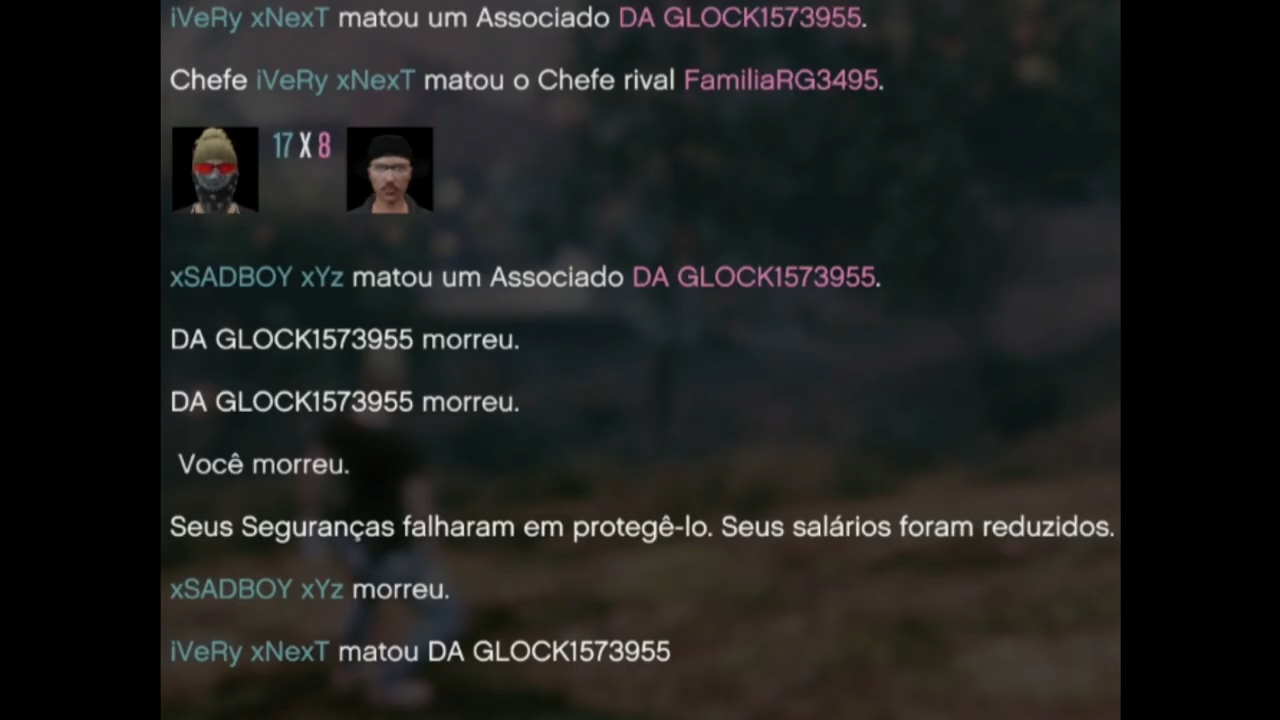 iVeRy xNexT matou um Associado DA GLOCK1573955.
Chefe iVeRy xNexT matou o Chefe rival FamiliaRG3495.
17 X 8
xSADBOY xYz matou um Associado DA GLOCK1573955.
DA GLOCK1573955 morreu.
DA GLOCK1573955 morreu.
Você morreu.
Seus Seguranças falharam em protegê-lo. Seus salários foram reduzidos.
xSADBOY xYz morreu.
iVeRy xNexT matou DA GLOCK1573955